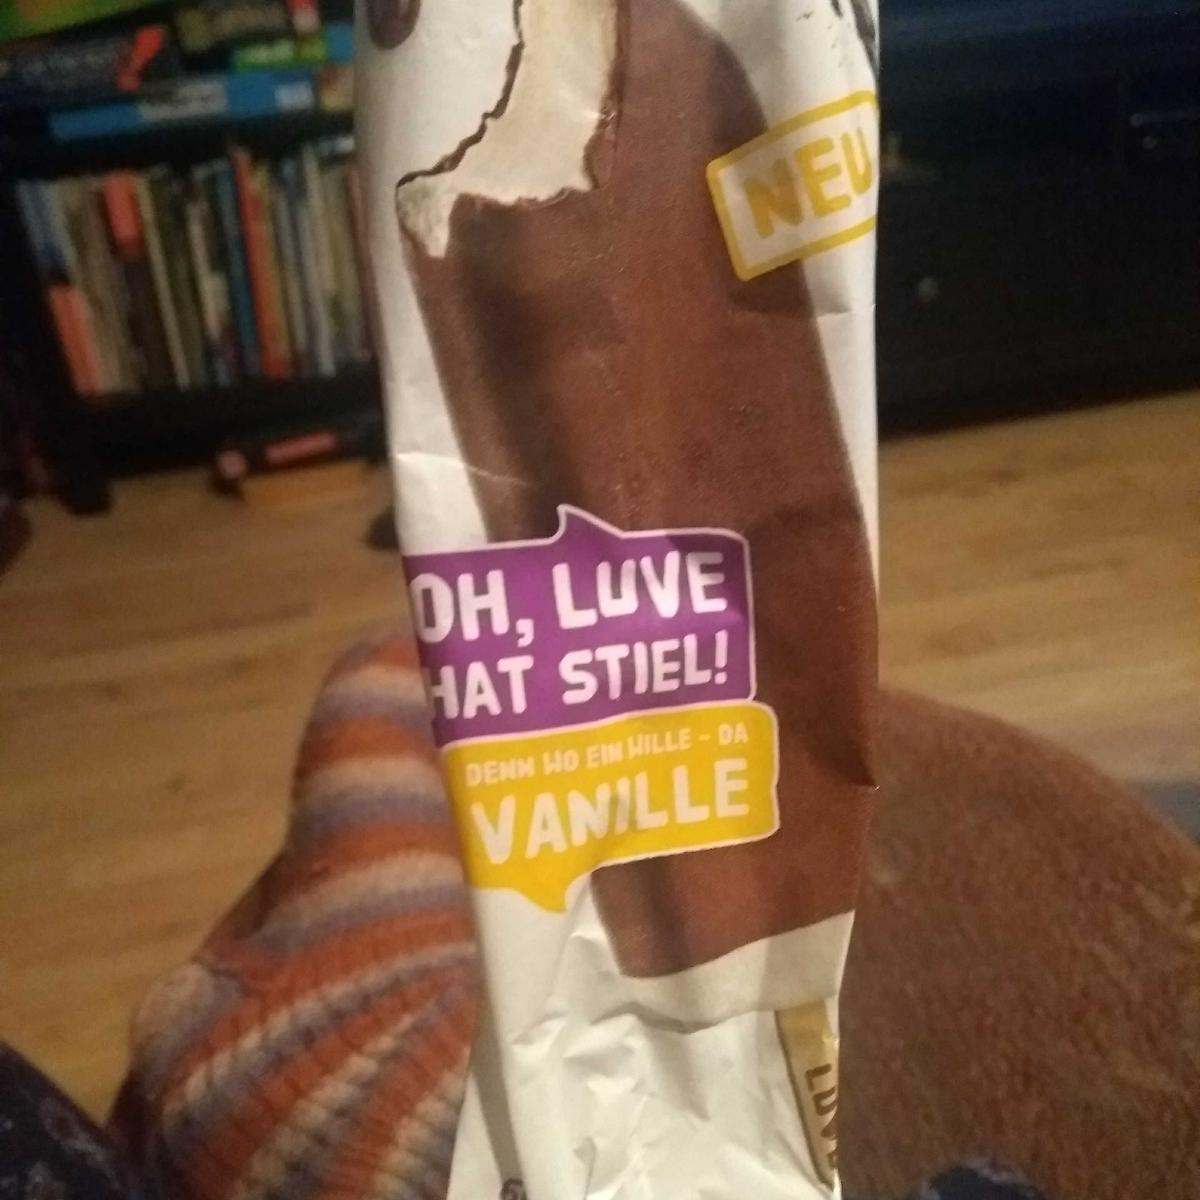 NEU
OH, LUVE
HAT STIEL!
DENN WO EIN WILLE - DA
VANILLE
LUVE